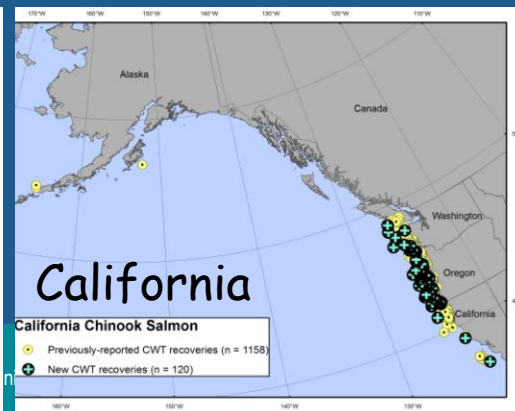 170°W 160°W 150°W 140°W 130°W 120°W 110°W
Alaska
Canada
Washington
Oregon
California
California
California Chinook Salmon
Previously-reported CWT recoveries (n = 1158)
New CWT recoveries (n = 120)
160°W 150°W 140°W 130°W